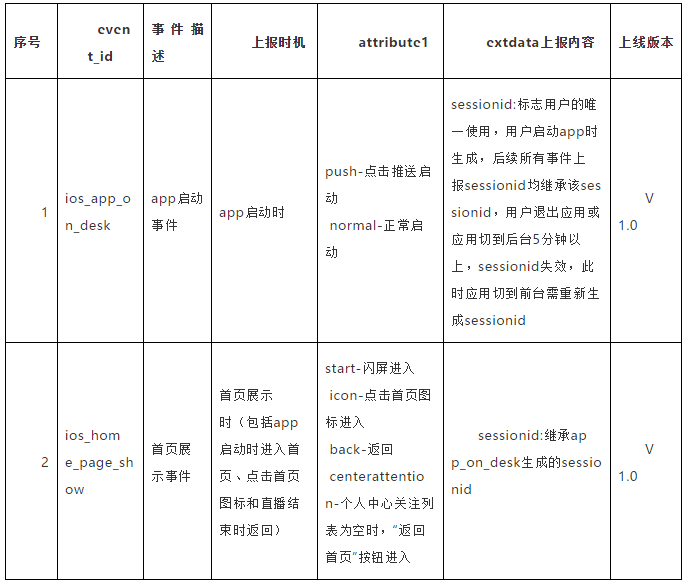 序号
even
t_id
事件描
述
上报时机
attribute1
extdata上报内容
上线版本
1
ios_app_o
n_desk
app启动
事件
app启动时
push-点击推送启
动
normal-正常启
动
sessionid:标志用户的唯
一使用，用户启动app时
生成，后续所有事件上
报sessionid均继承该ses
sionid，用户退出应用或
应用切到后台5分钟以
上，sessionid失效，此
时应用切到前台需重新生
成sessionid
V
1.0
2
ios_hom
e_page_sh
ow
首页展
示事件
首页展示
时（包括app
启动时进入首
页、点击首页
图标和直播结
束时返回）
start-闪屏进入
icon-点击首页图
标进入
back-返回
centerattentio
n-个人中心关注列
表为空时，“返回
首页”按钮进入
sessionid:继承ap
p_on_desk生成的sessio
nid
V
1.0